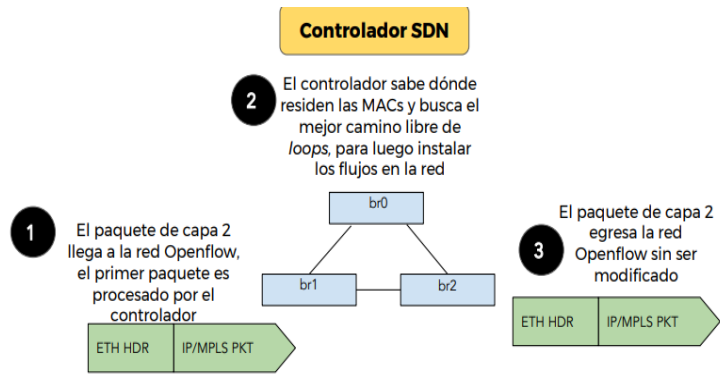 Controlador SDN
2
El controlador sabe dónde
residen las MACs y busca el
mejor camino libre de
loops, para luego instalar
los flujos en la red
br0
1
El paquete de capa 2
llega a la red Openflow,
el primer paquete es
procesado por el
controlador
br1
br2
3
El paquete de capa 2
egresa la red
Openflow sin ser
modificado
ETH HDR
IP/MPLS PKT
ETH HDR
IP/MPLS PKT